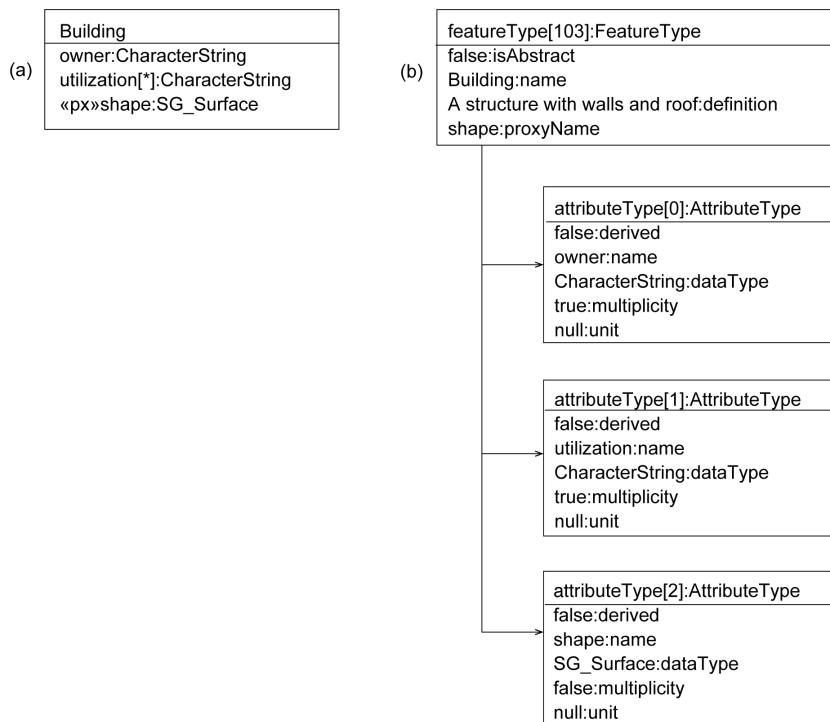 (a)
Building
owner:CharacterString
utilization[*]:CharacterString
«px»shape:SG_Surface
(b)
featureType[103]:FeatureType
false:isAbstract
Building:name
A structure with walls and roof:definition
shape:proxyName
attributeType[0]:AttributeType
false:derived
owner:name
CharacterString:dataType
true:multiplicity
null:unit
attributeType[1]:AttributeType
false:derived
utilization:name
CharacterString:dataType
true:multiplicity
null:unit
attributeType[2]:AttributeType
false:derived
shape:name
SG_Surface:dataType
false:multiplicity
null:unit